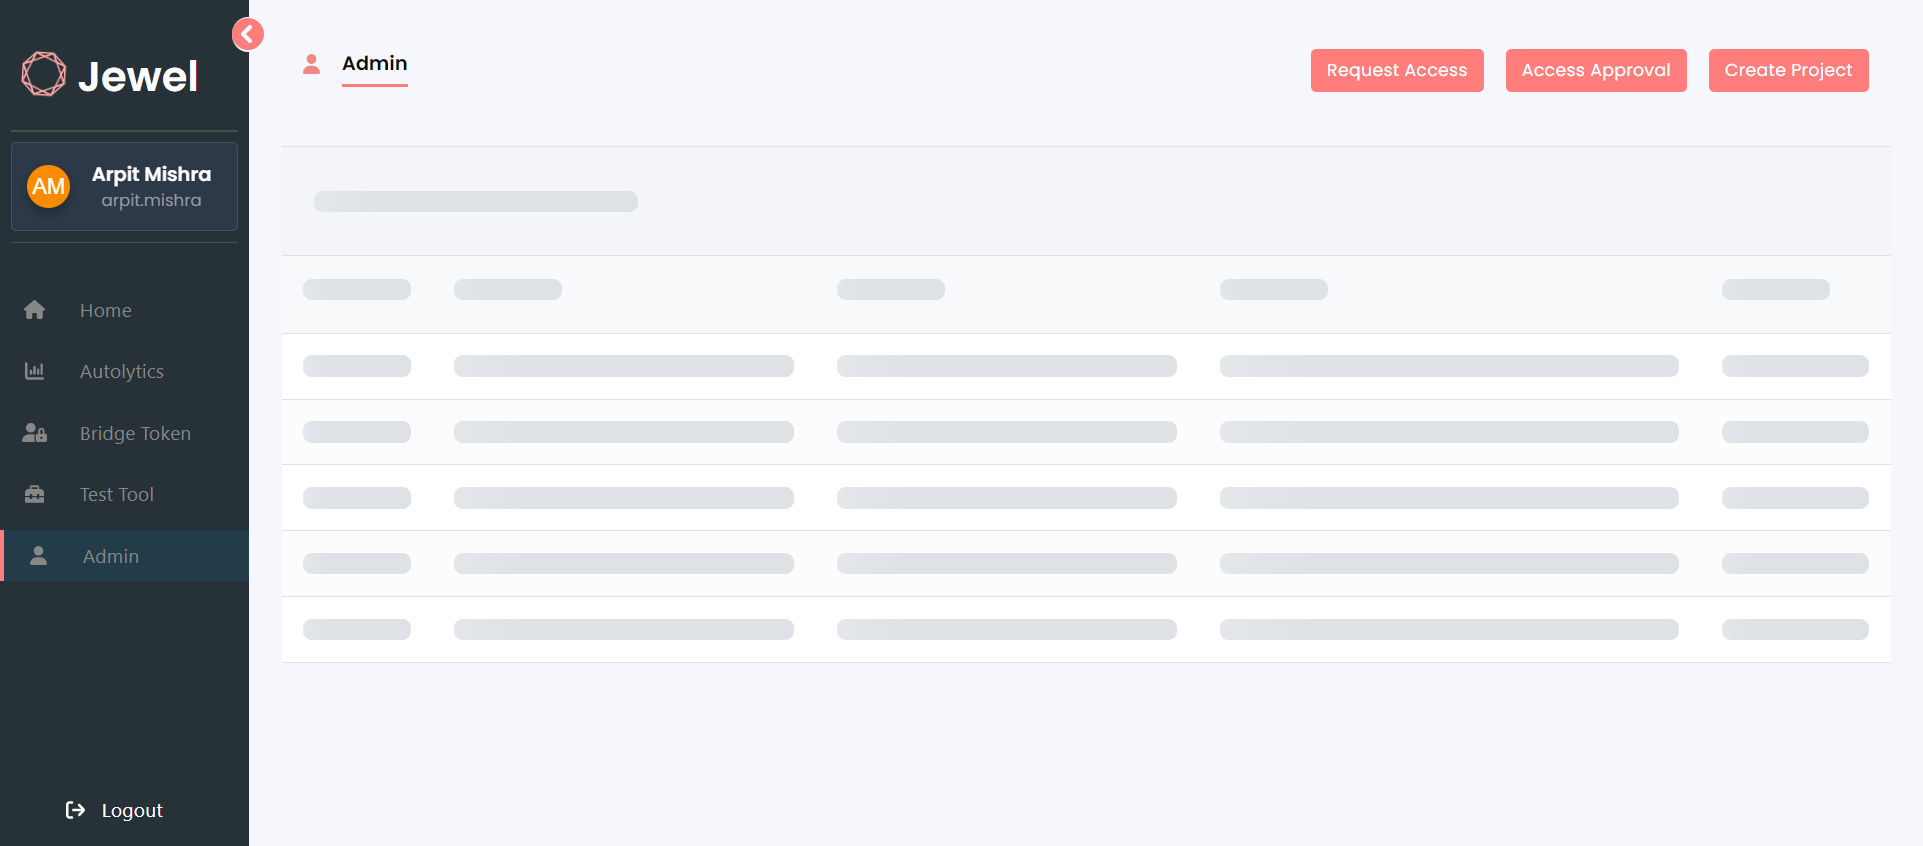 Jewel
AM
Arpit Mishra
arpit.mishra
Home
Autolytics
Bridge Token
Test Tool
Admin
Logout
Admin
Request Access
Access Approval
Create Project